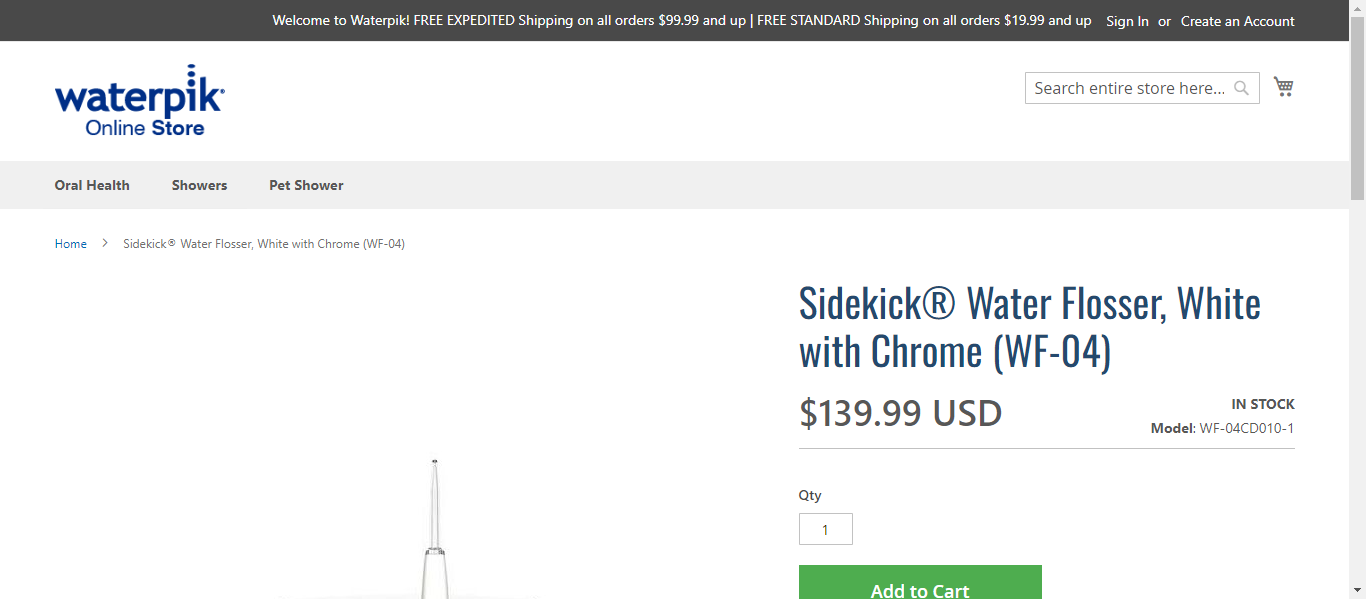 Welcome to Waterpik! FREE EXPEDITED Shipping on all orders $99.99 and up | FREE STANDARD Shipping on all orders $19.99 and up Sign In or Create an Account
waterpik®
Online Store
Search entire store here...
Oral Health Showers Pet Shower
Home > Sidekick® Water Flosser, White with Chrome (WF-04)
Sidekick® Water Flosser, White
with Chrome (WF-04)
$139.99 USD
IN STOCK
Model: WF-04CD010-1
Qty
1
Add to Cart